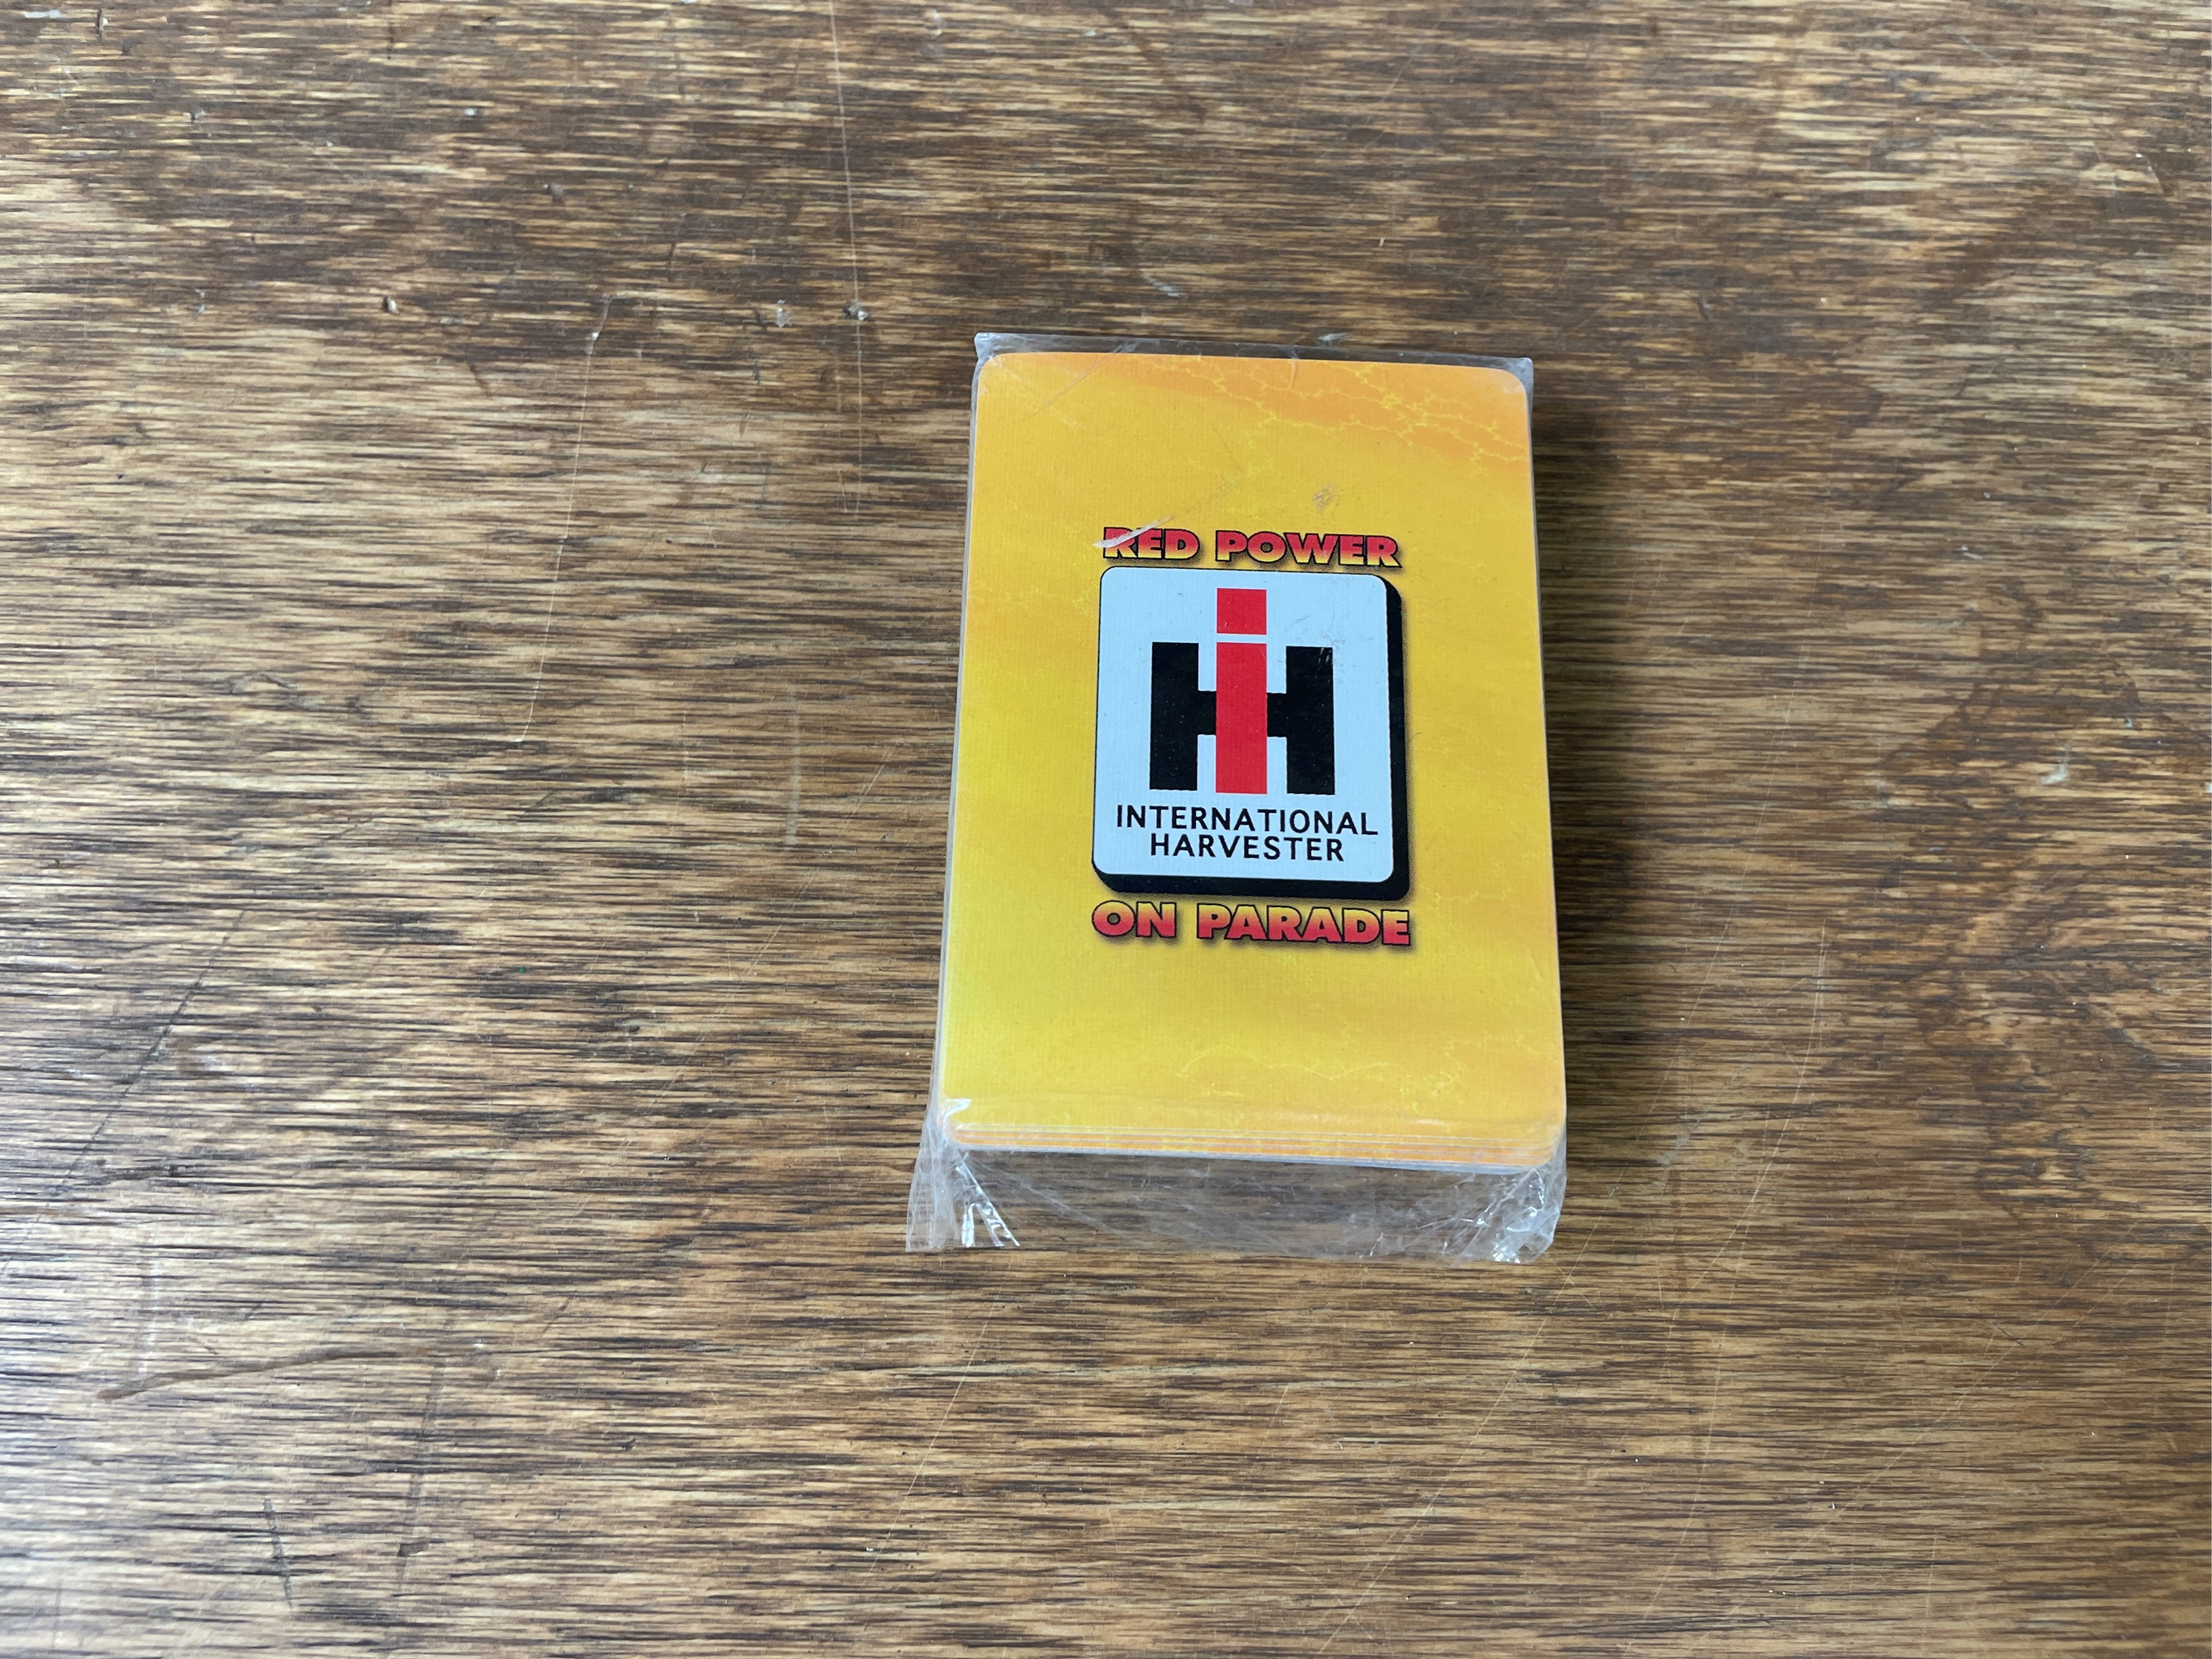 RED POWER
IH
INTERNATIONAL
HARVESTER
ON PARADE